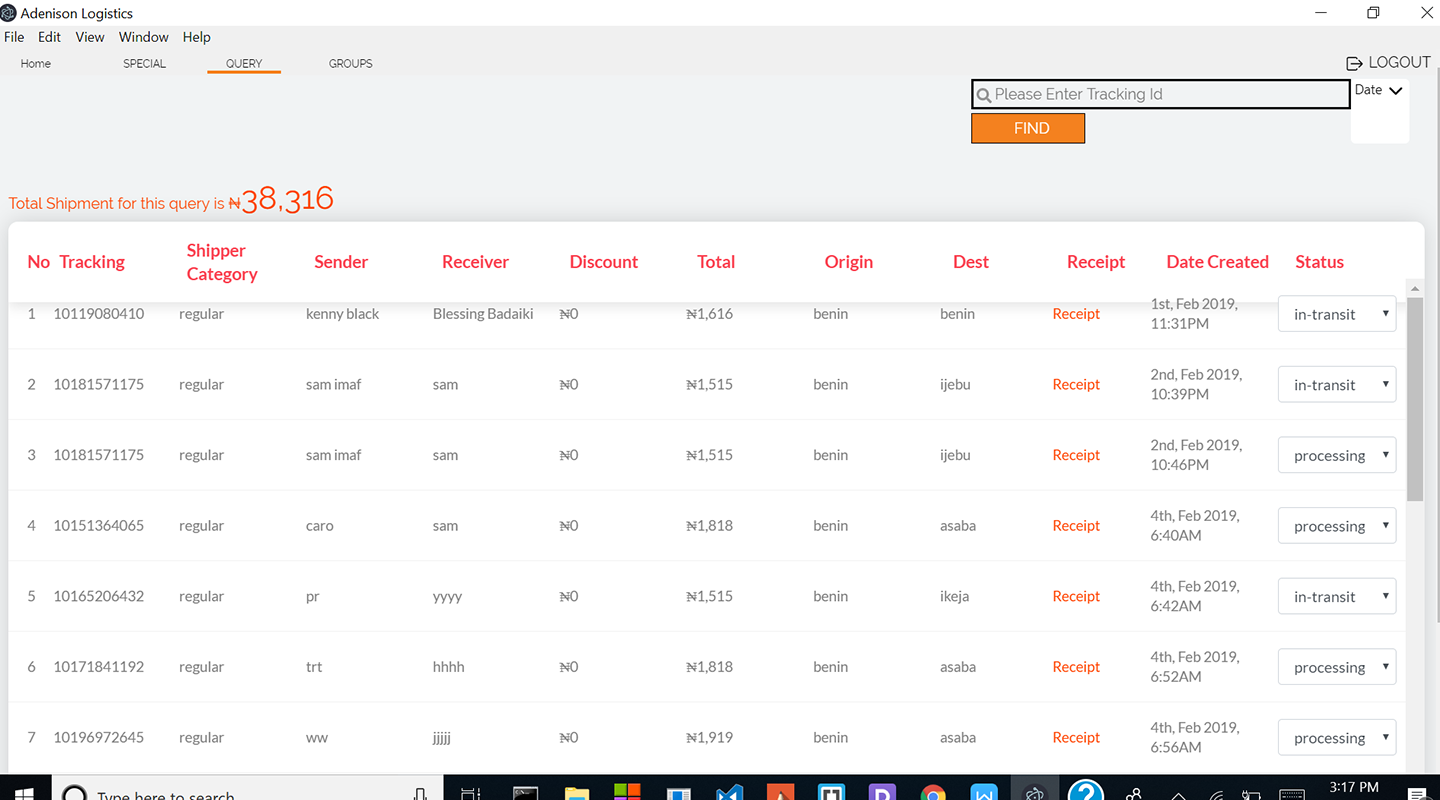 Adenison Logistics
File Edit View Window Help
Home SPECIAL QUERY GROUPS LOGOUT
Please Enter Tracking Id Date
FIND
Total Shipment for this query is ₦38,316
No Tracking Shipper Category Sender Receiver Discount Total Origin Dest Receipt Date Created Status
1 10119080410 regular kenny black Blessing Badaiki ₦0 ₦1,616 benin benin Receipt 1st, Feb 2019, 11:31PM in-transit
2 10181571175 regular sam imaf sam ₦0 ₦1,515 benin ijebu Receipt 2nd, Feb 2019, 10:39PM in-transit
3 10181571175 regular sam imaf sam ₦0 ₦1,515 benin ijebu Receipt 2nd, Feb 2019, 10:46PM processing
4 10151364065 regular caro sam ₦0 ₦1,818 benin asaba Receipt 4th, Feb 2019, 6:40AM processing
5 10165206432 regular pr yyyy ₦0 ₦1,515 benin ikeja Receipt 4th, Feb 2019, 6:42AM in-transit
6 10171841192 regular trt hhhh ₦0 ₦1,818 benin asaba Receipt 4th, Feb 2019, 6:52AM processing
7 10196972645 regular ww jjjjj ₦0 ₦1,919 benin asaba Receipt 4th, Feb 2019, 6:56AM processing
Type here to search 3:17 PM